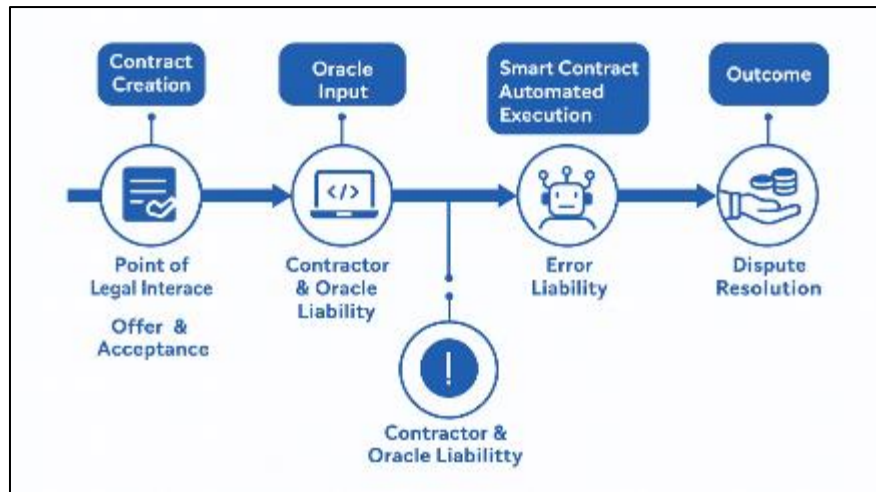 Contract
Creation
Oracle
Input
Smart Contract
Automated
Execution
Outcome
</>
Point of
Legal Interace
Offer &
Acceptance
Contractor
& Oracle
Liability
Error
Liability
Dispute
Resolution
!
Contractor &
Oracle Liabilitty